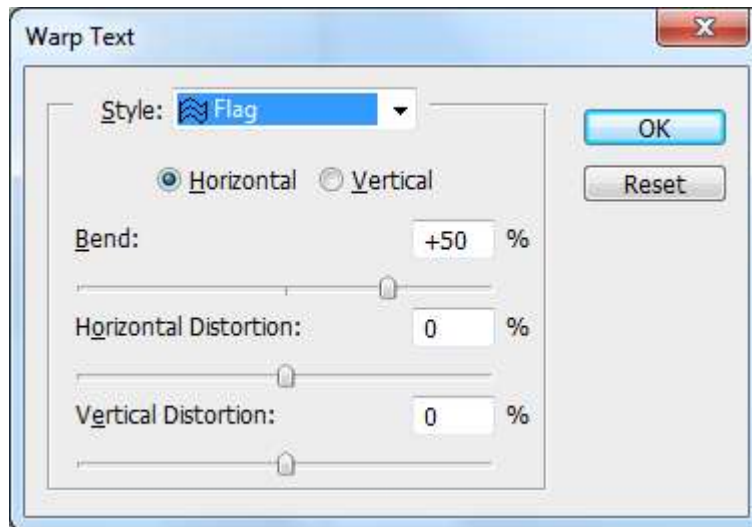 Warp Text
Style: Flag
OK
Horizontal Vertical
Reset
Bend: +50 %
Horizontal Distortion: 0 %
Vertical Distortion: 0 %